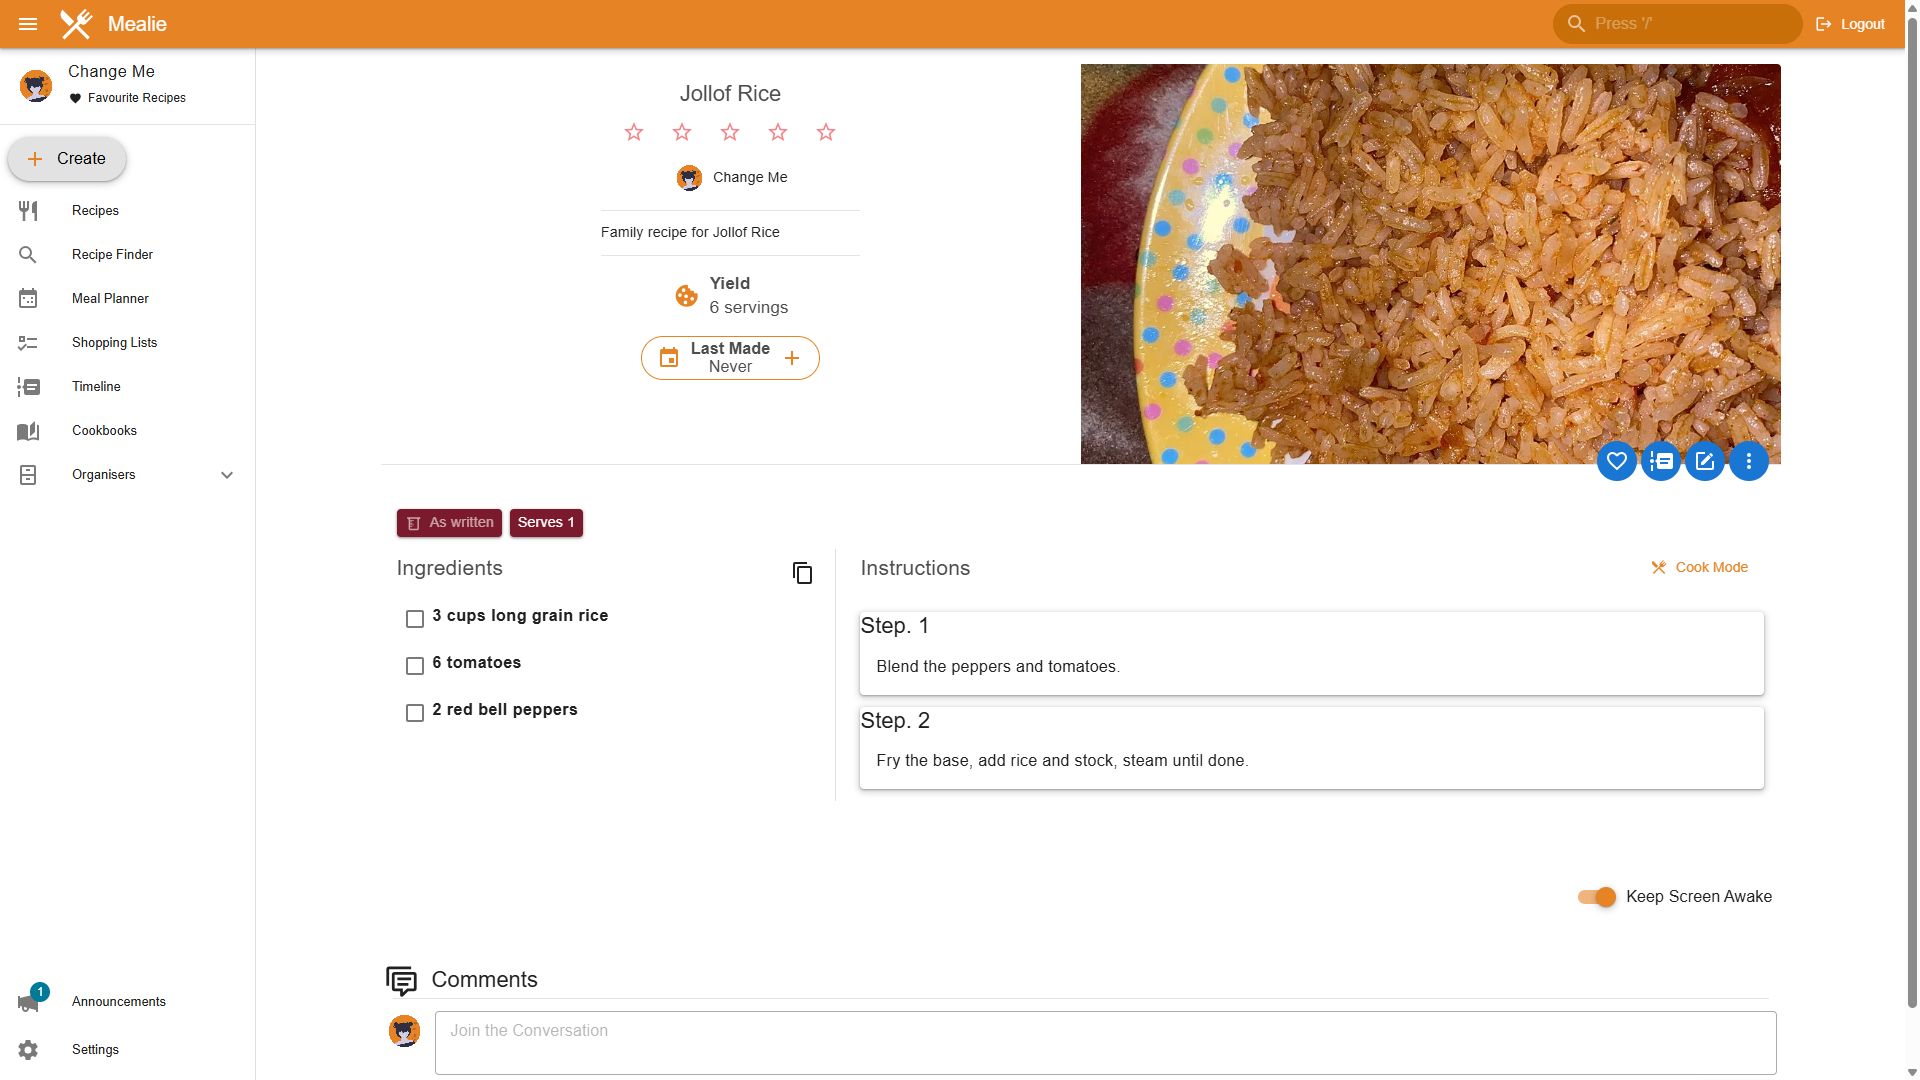 Mealie
Press '/'
Logout
Change Me
Favourite Recipes
Create
Recipes
Recipe Finder
Meal Planner
Shopping Lists
Timeline
Cookbooks
Organisers
1
Announcements
Settings
Jollof Rice
Change Me
Family recipe for Jollof Rice
Yield
6 servings
Last Made
Never
As written
Serves 1
Ingredients
3 cups long grain rice
6 tomatoes
2 red bell peppers
Instructions
Cook Mode
Step. 1
Blend the peppers and tomatoes.
Step. 2
Fry the base, add rice and stock, steam until done.
Keep Screen Awake
Comments
Join the Conversation